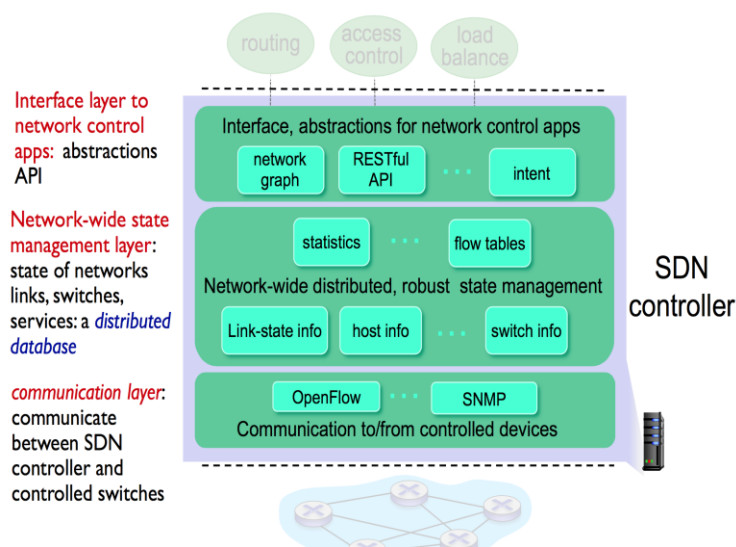 routing
access
control
load
balance
Interface layer to
network control
apps: abstractions
API
Interface, abstractions for network control apps
network
graph
RESTful
API
intent
Network-wide state
management layer:
state of networks
links, switches,
services: a distributed
database
statistics
flow tables
Network-wide distributed, robust state management
Link-state info
host info
switch info
SDN
controller
communication layer:
communicate
between SDN
controller and
controlled switches
OpenFlow
SNMP
Communication to/from controlled devices